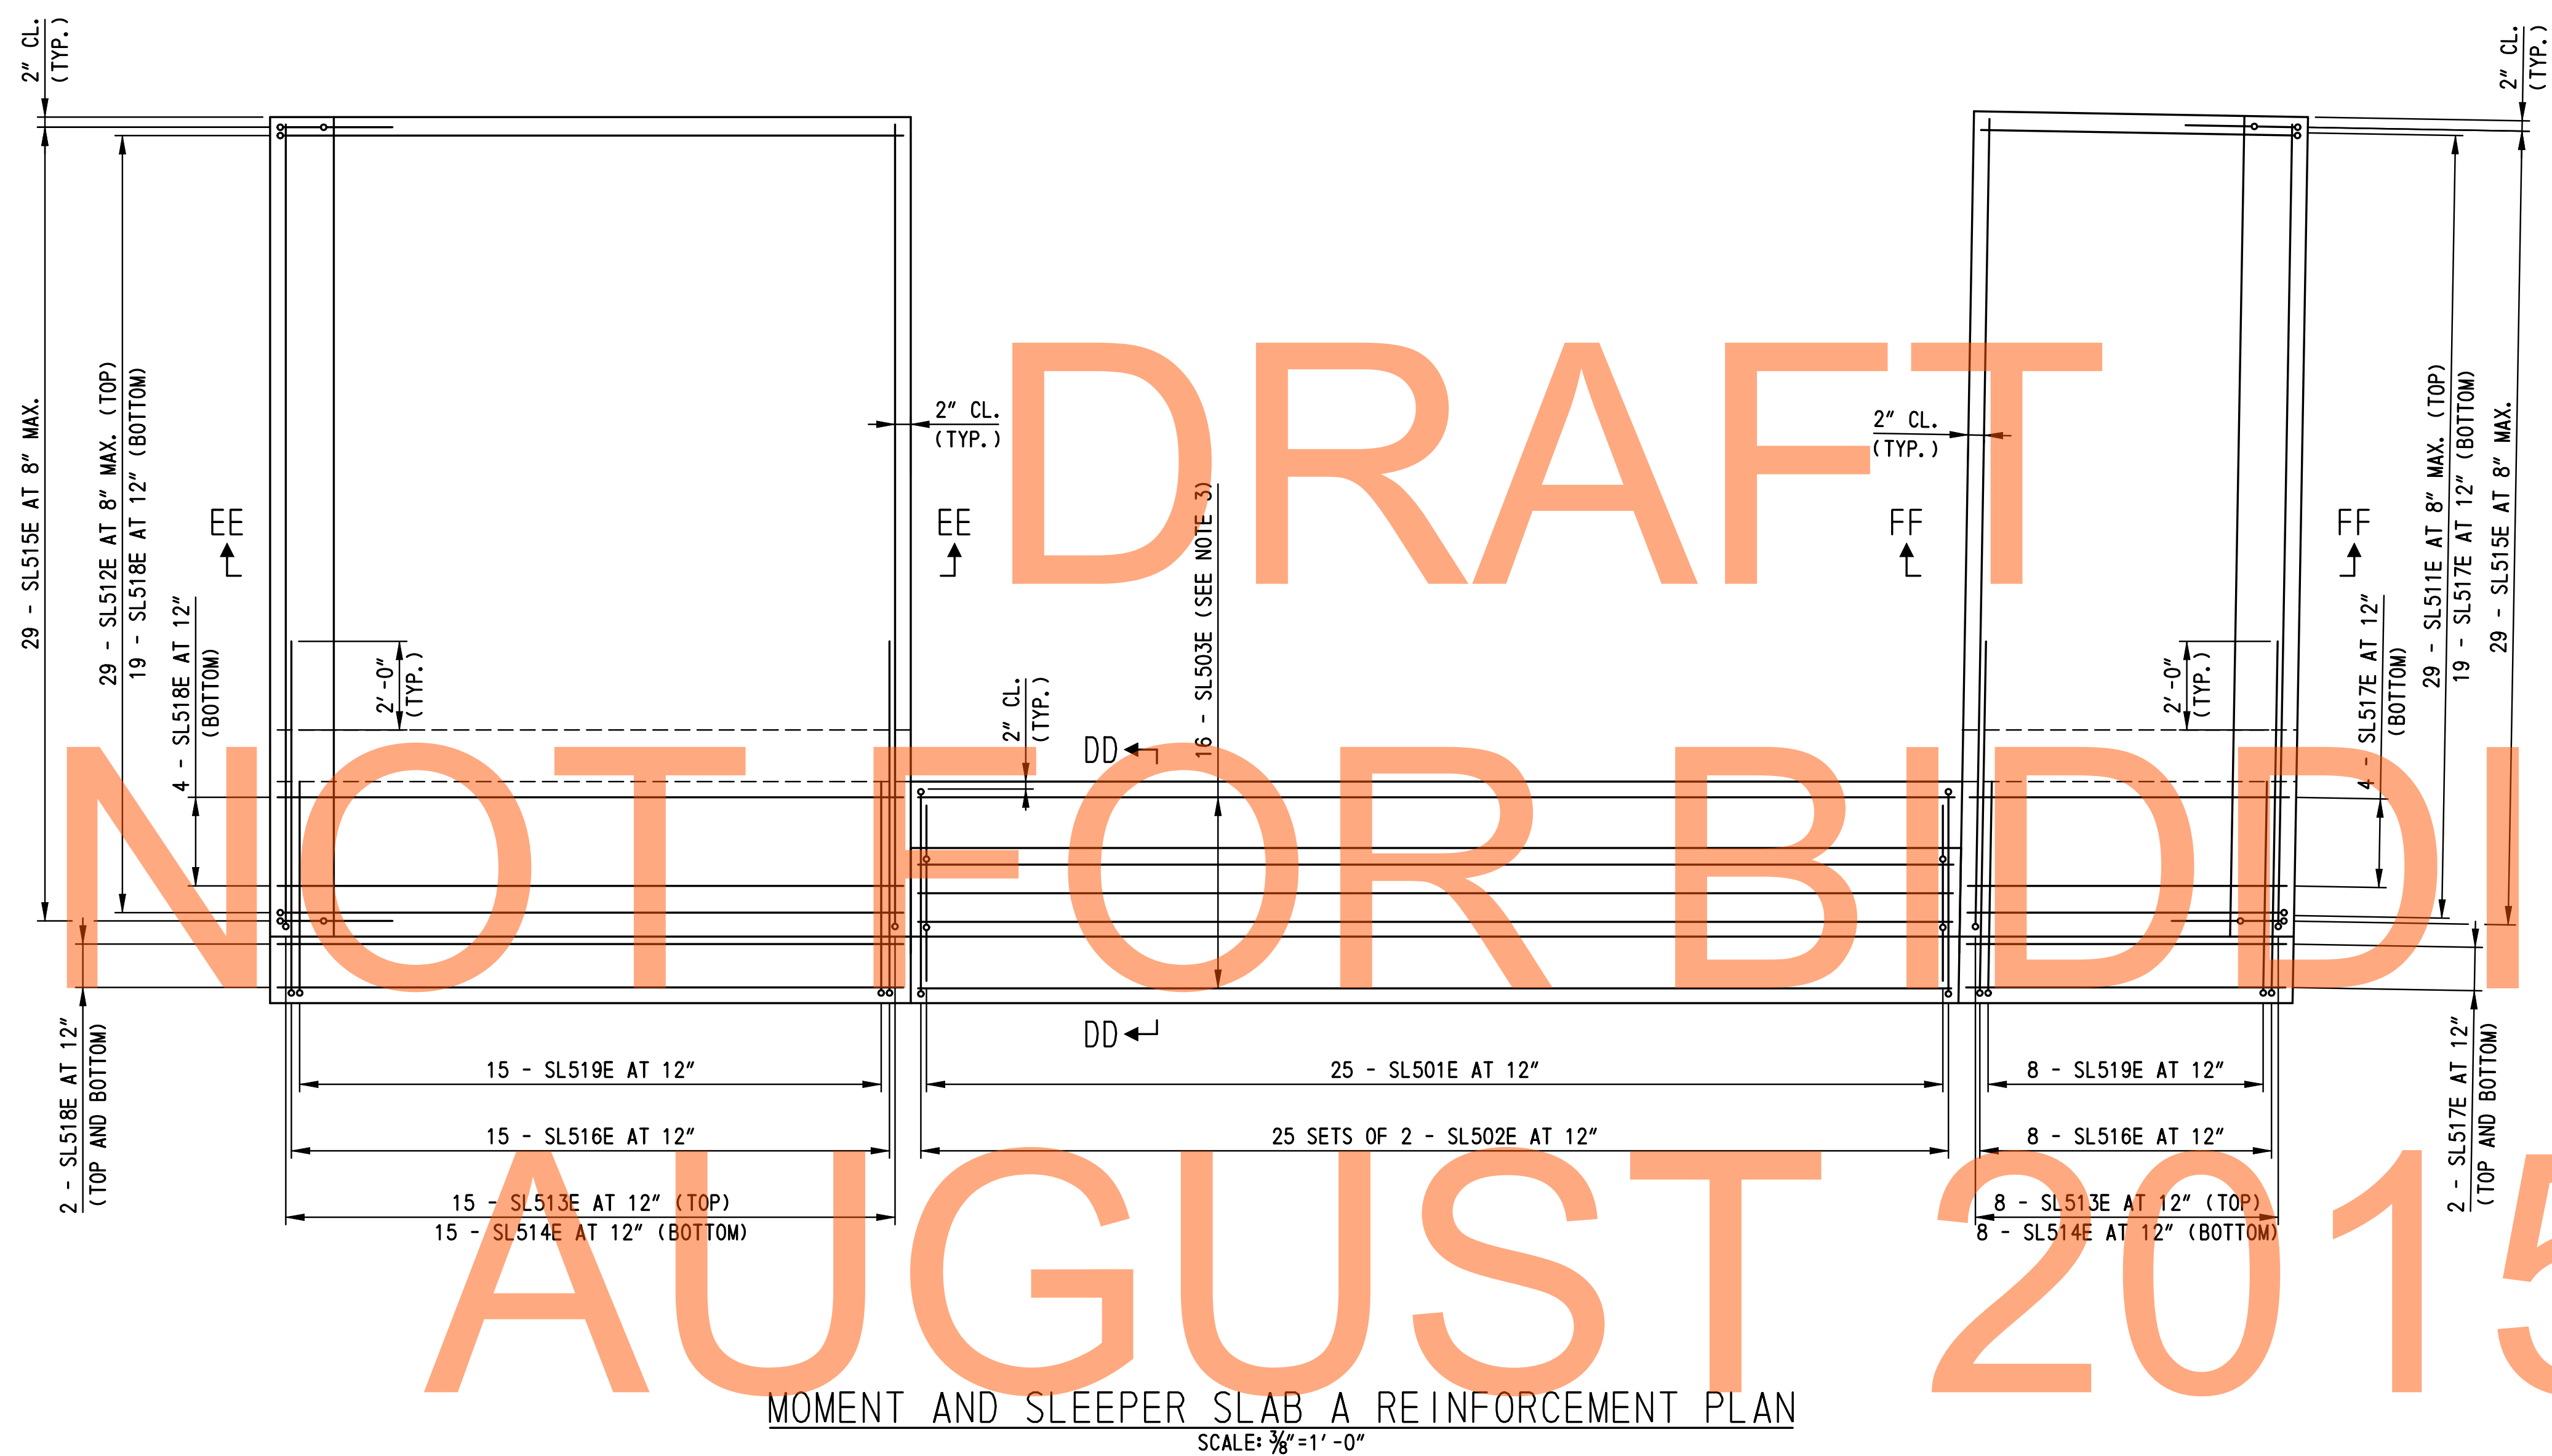 2" CL.
(TYP.)
2" CL.
(TYP.)
29 - SL515E AT 8" MAX.
29 - SL512E AT 8" MAX. (TOP)
19 - SL518E AT 12" (BOTTOM)
4 - SL518E AT 12"
(BOTTOM)
EE
EE
2" CL.
(TYP.)
DRAFT
2" CL.
(TYP.)
16 - SL503E (SEE NOTE 3)
FF
FF
29 - SL511E AT 8" MAX. (TOP)
19 - SL517E AT 12" (BOTTOM)
29 - SL515E AT 8" MAX.
4 - SL517E AT 12"
(BOTTOM)
2'-0"
(TYP.)
2" CL.
(TYP.)
2'-0"
(TYP.)
DD
NOT FOR BIDDI
DD
2 - SL518E AT 12"
(TOP AND BOTTOM)
15 - SL519E AT 12"
25 - SL501E AT 12"
8 - SL519E AT 12"
2 - SL517E AT 12"
(TOP AND BOTTOM)
15 - SL516E AT 12"
25 SETS OF 2 - SL502E AT 12"
8 - SL516E AT 12"
15 - SL513E AT 12" (TOP)
15 - SL514E AT 12" (BOTTOM)
8 - SL513E AT 12" (TOP)
8 - SL514E AT 12" (BOTTOM)
AUGUST 2015
MOMENT AND SLEEPER SLAB A REINFORCEMENT PLAN
SCALE: 3/8"=1'-0"